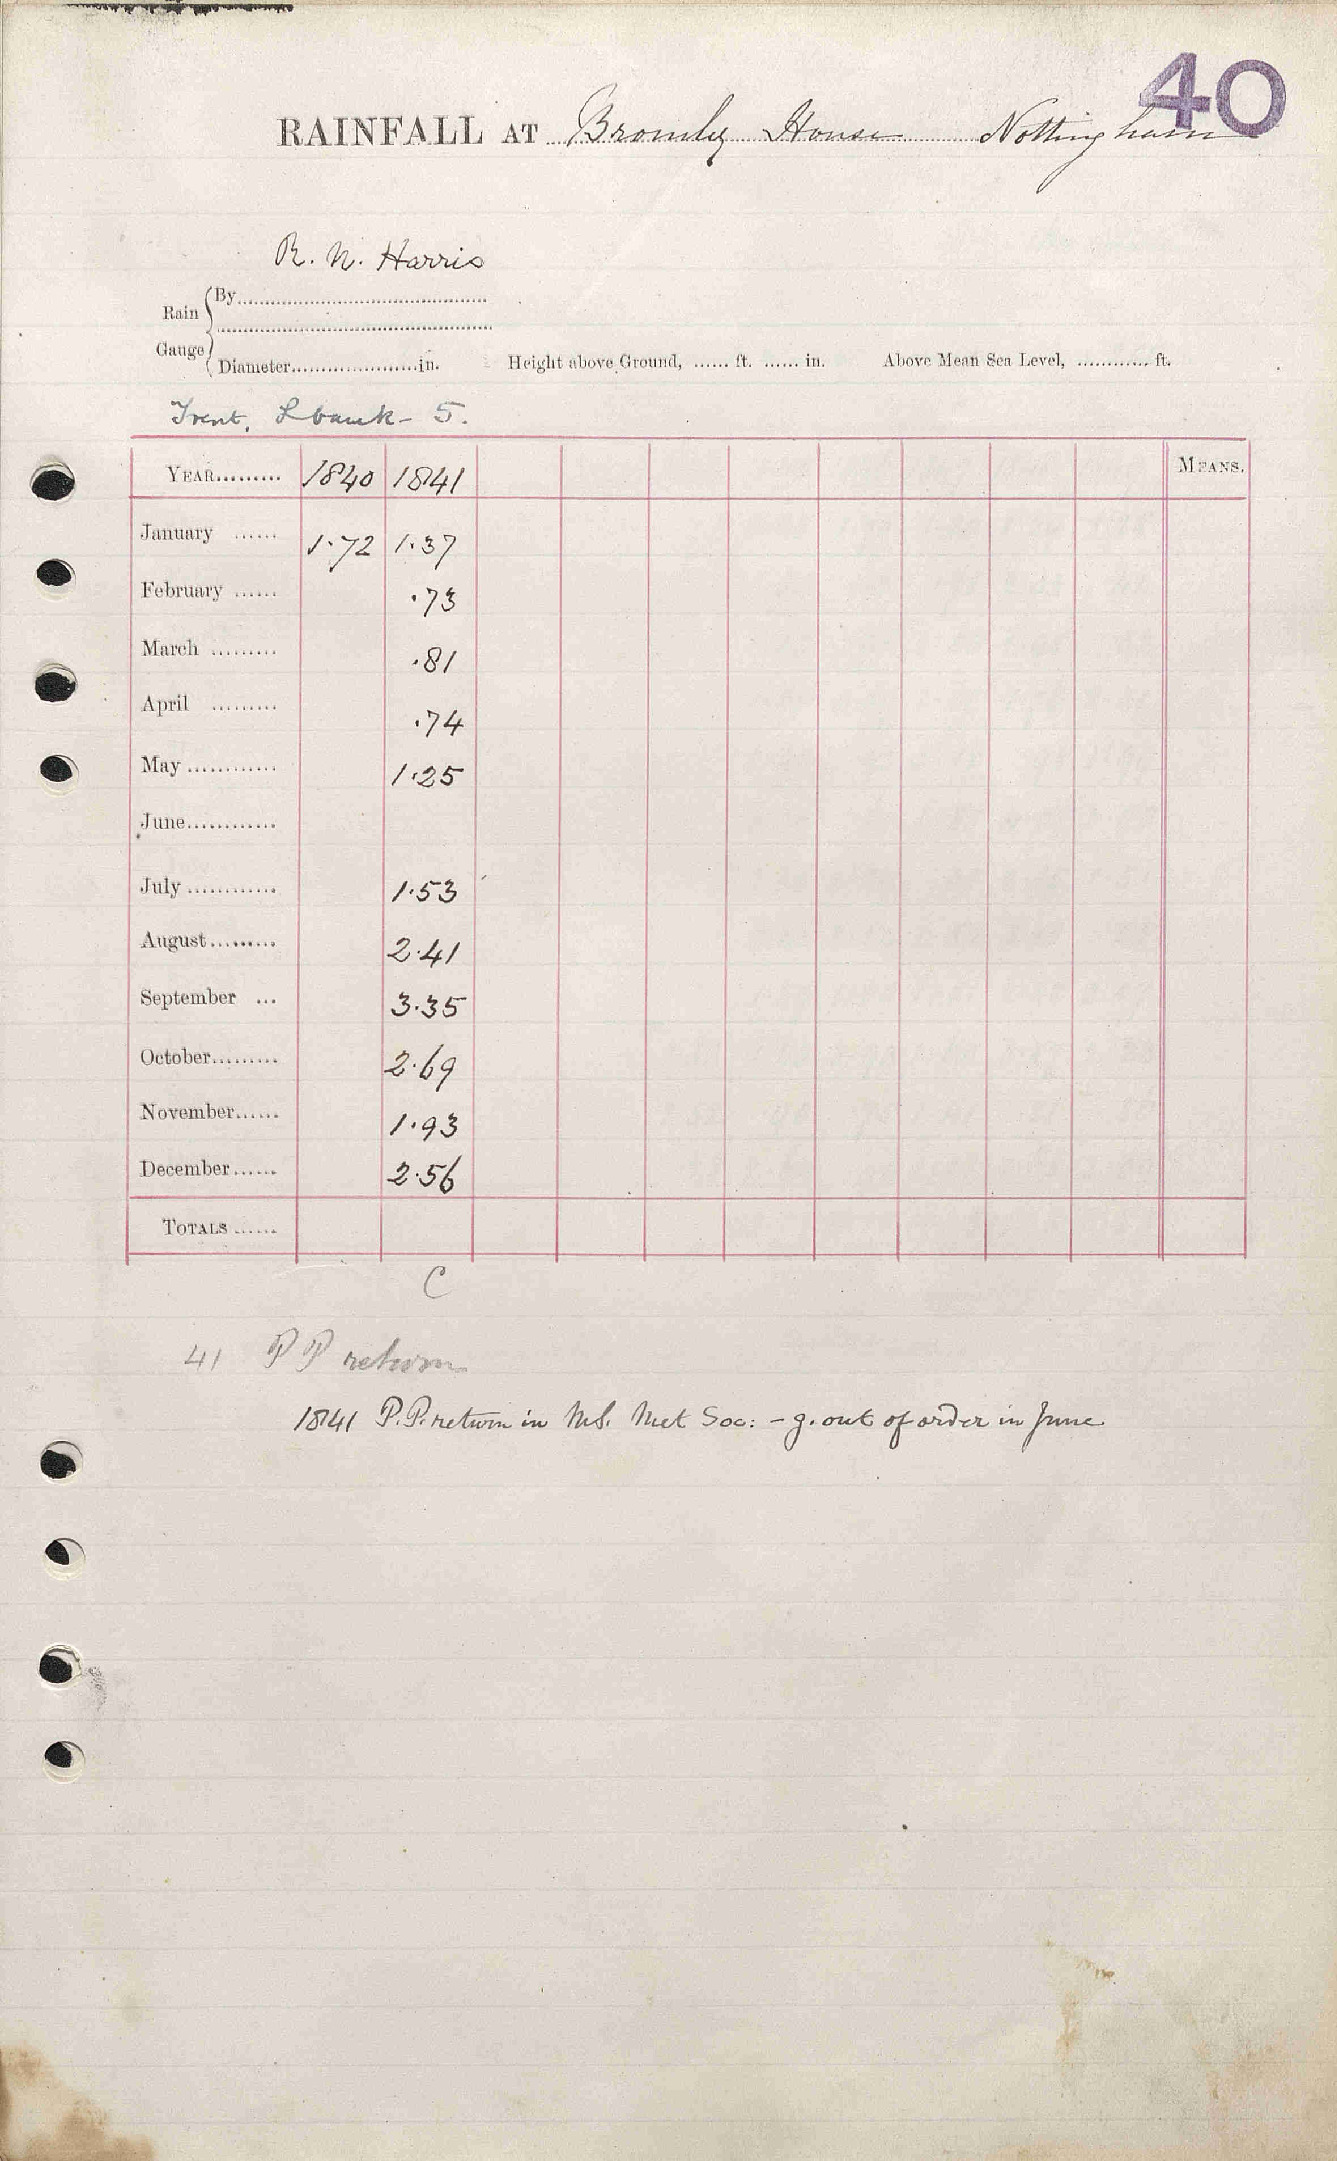 40
RAINFALL AT Bromley House Nottingham
R. W. Harris
Rain Gauge
By
Diameter in.
Height above Ground, ...... ft. ...... in.
Above Mean Sea Level, ............ ft.
Trent, L bank - 5.
YEAR......... 1840 1841 MEANS.
January ...... 1.72 1.37
February ...... .73
March ......... .81
April ......... .74
May ............ 1.25
June............
July ............ 1.53
August......... 2.41
September ... 3.35
October......... 2.69
November...... 1.93
December...... 2.56
TOTALS ......
C
41 PP return
1841 P.P. return in MS. Met Soc: - g. out of order in June